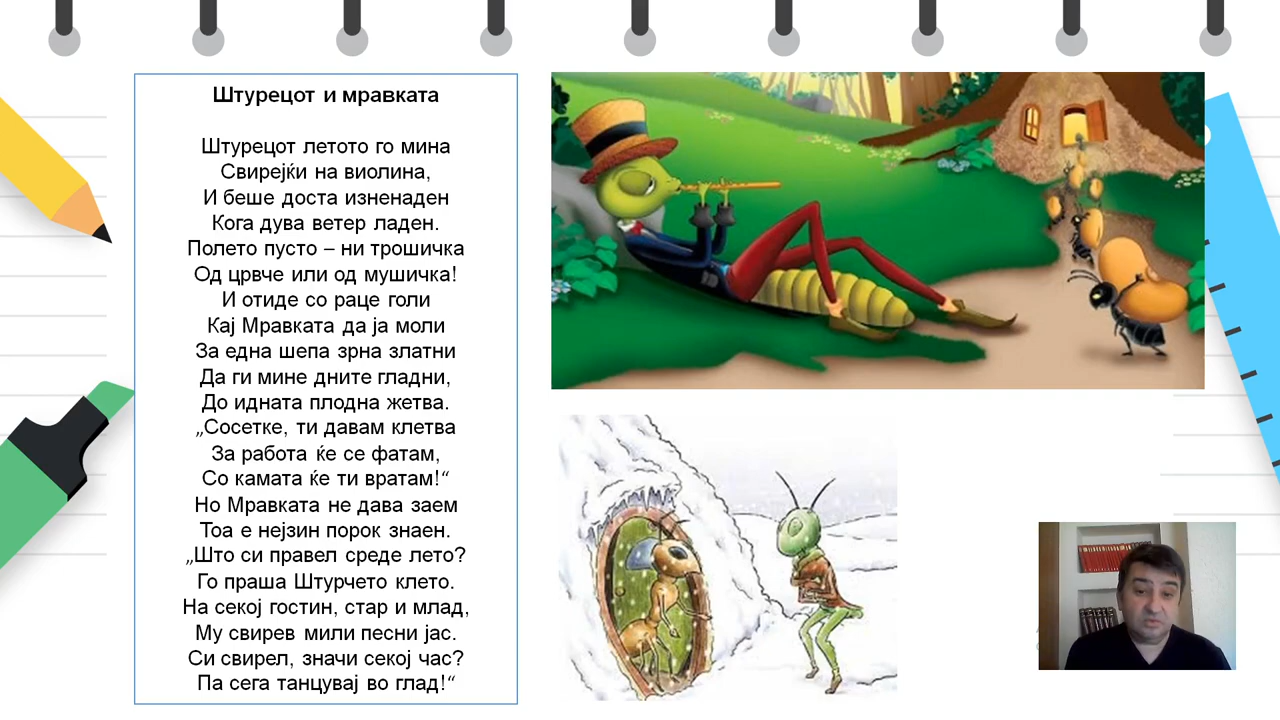 Штурецот и мравката
Штурецот летото го мина
Свирејќи на виолина,
И беше доста изненаден
Кога дува ветер ладен.
Полето пусто – ни трошичка
Од црвче или од мушичка!
И отиде со раце голи
Кај Мравката да ја моли
За една шепа зрна златни
Да ги мине дните гладни,
До идната плодна жетва.
„Сосетке, ти давам клетва
За работа ќе се фатам,
Со камата ќе ти вратам!“
Но Мравката не дава заем
Тоа е нејзин порок знаен.
„Што си правел среде лето?
Го праша Штурчето клето.
На секој гостин, стар и млад,
Му свирев мили песни јас.
Си свирел, значи секој час?
Па сега танцувај во глад!“